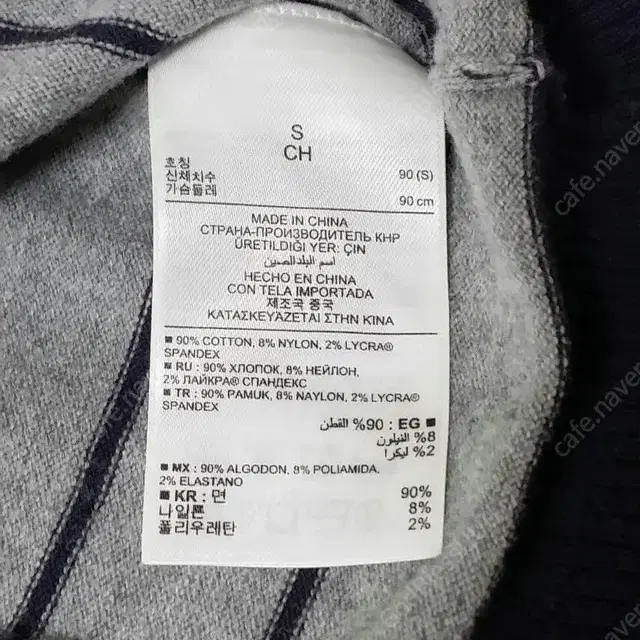 S
CH
호칭
신체치수 90 (S)
가슴둘레 90 cm
MADE IN CHINA
СТРАНА-ПРОИЗВОДИТЕЛЬ КНР
ÜRETILDIĞI YER: ÇIN
اسم البلد الصين
HECHO EN CHINA
CON TELA IMPORTADA
제조국 중국
ΚΑΤΑΣΚΕΥΑΖΕΤΑΙ ΣΤΗΝ ΚΙΝΑ
■ 90% COTTON, 8% NYLON, 2% LYCRA®
SPANDEX
■ RU : 90% ХЛОПОК, 8% НЕЙЛОН,
2% ЛАЙКРА® СПАНДЕКС
■ TR : 90% PAMUK, 8% NAYLON, 2% LYCRA®
SPANDEX
■ EG : 90% القطن
8% النيلون
2% ليكرا
■ MX : 90% ALGODON, 8% POLIAMIDA,
2% ELASTANO
■ KR : 면 90%
나일론 8%
폴리우레탄 2%
cafe.naver
cafe.naver